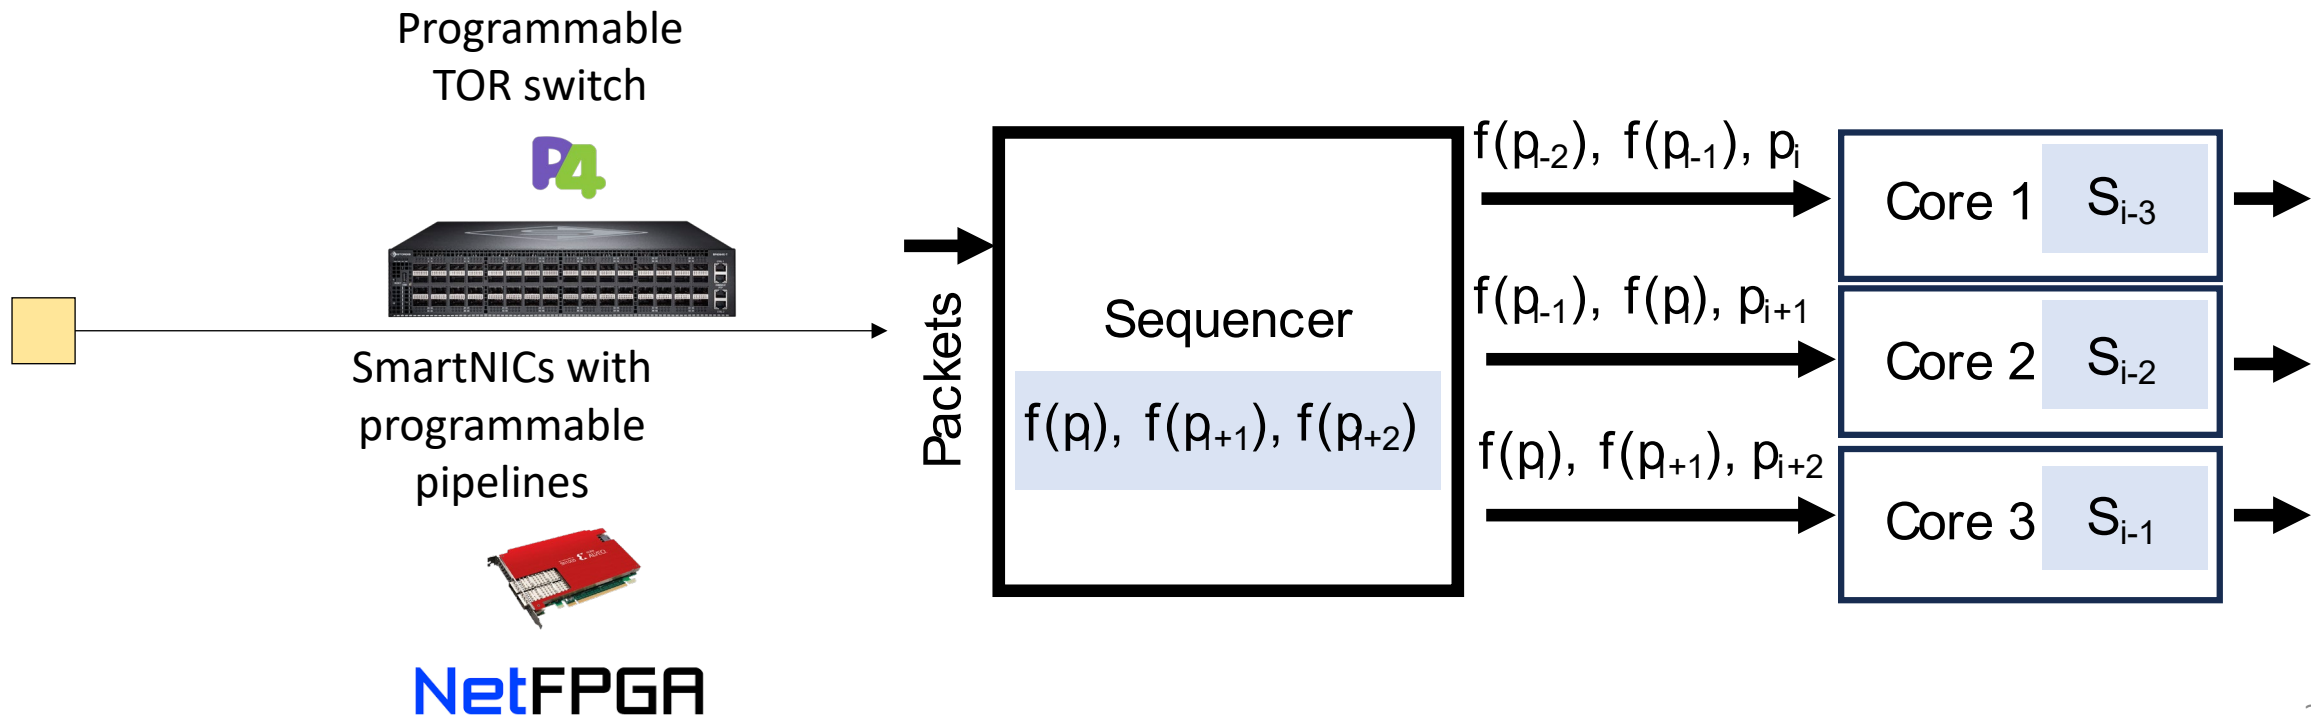 Programmable
TOR switch
P4
SmartNICs with
programmable
pipelines
NetFPGA
Packets
Sequencer
f(pᵢ), f(pᵢ₊₁), f(pᵢ₊₂)
f(pᵢ₋₂), f(pᵢ₋₁), pᵢ
Core 1 Sᵢ₋₃
f(pᵢ₋₁), f(pᵢ), pᵢ₊₁
Core 2 Sᵢ₋₂
f(pᵢ), f(pᵢ₊₁), pᵢ₊₂
Core 3 Sᵢ₋₁